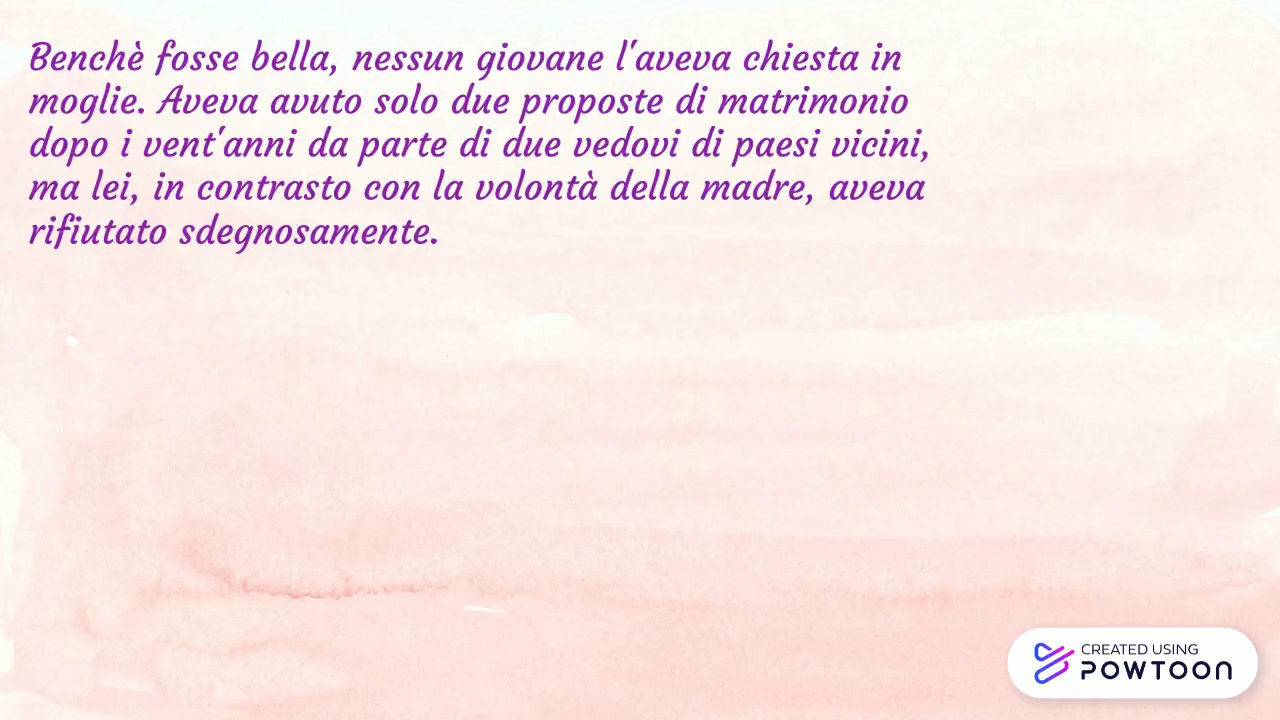 Benchè fosse bella, nessun giovane l'aveva chiesta in
moglie. Aveva avuto solo due proposte di matrimonio
dopo i vent'anni da parte di due vedovi di paesi vicini,
ma lei, in contrasto con la volontà della madre, aveva
rifiutato sdegnosamente.
CREATED USING
POWTOON